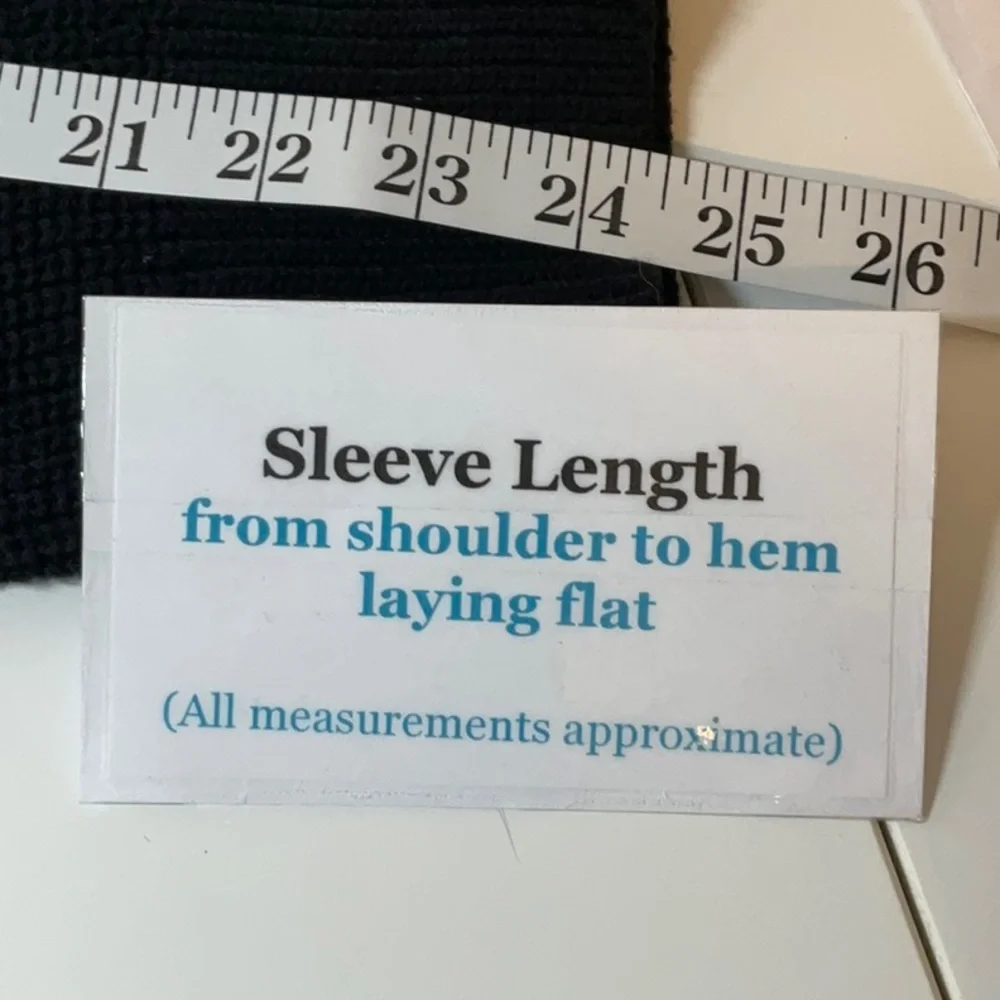 21 22 23 24 25 26
Sleeve Length
from shoulder to hem
laying flat
(All measurements approximate)